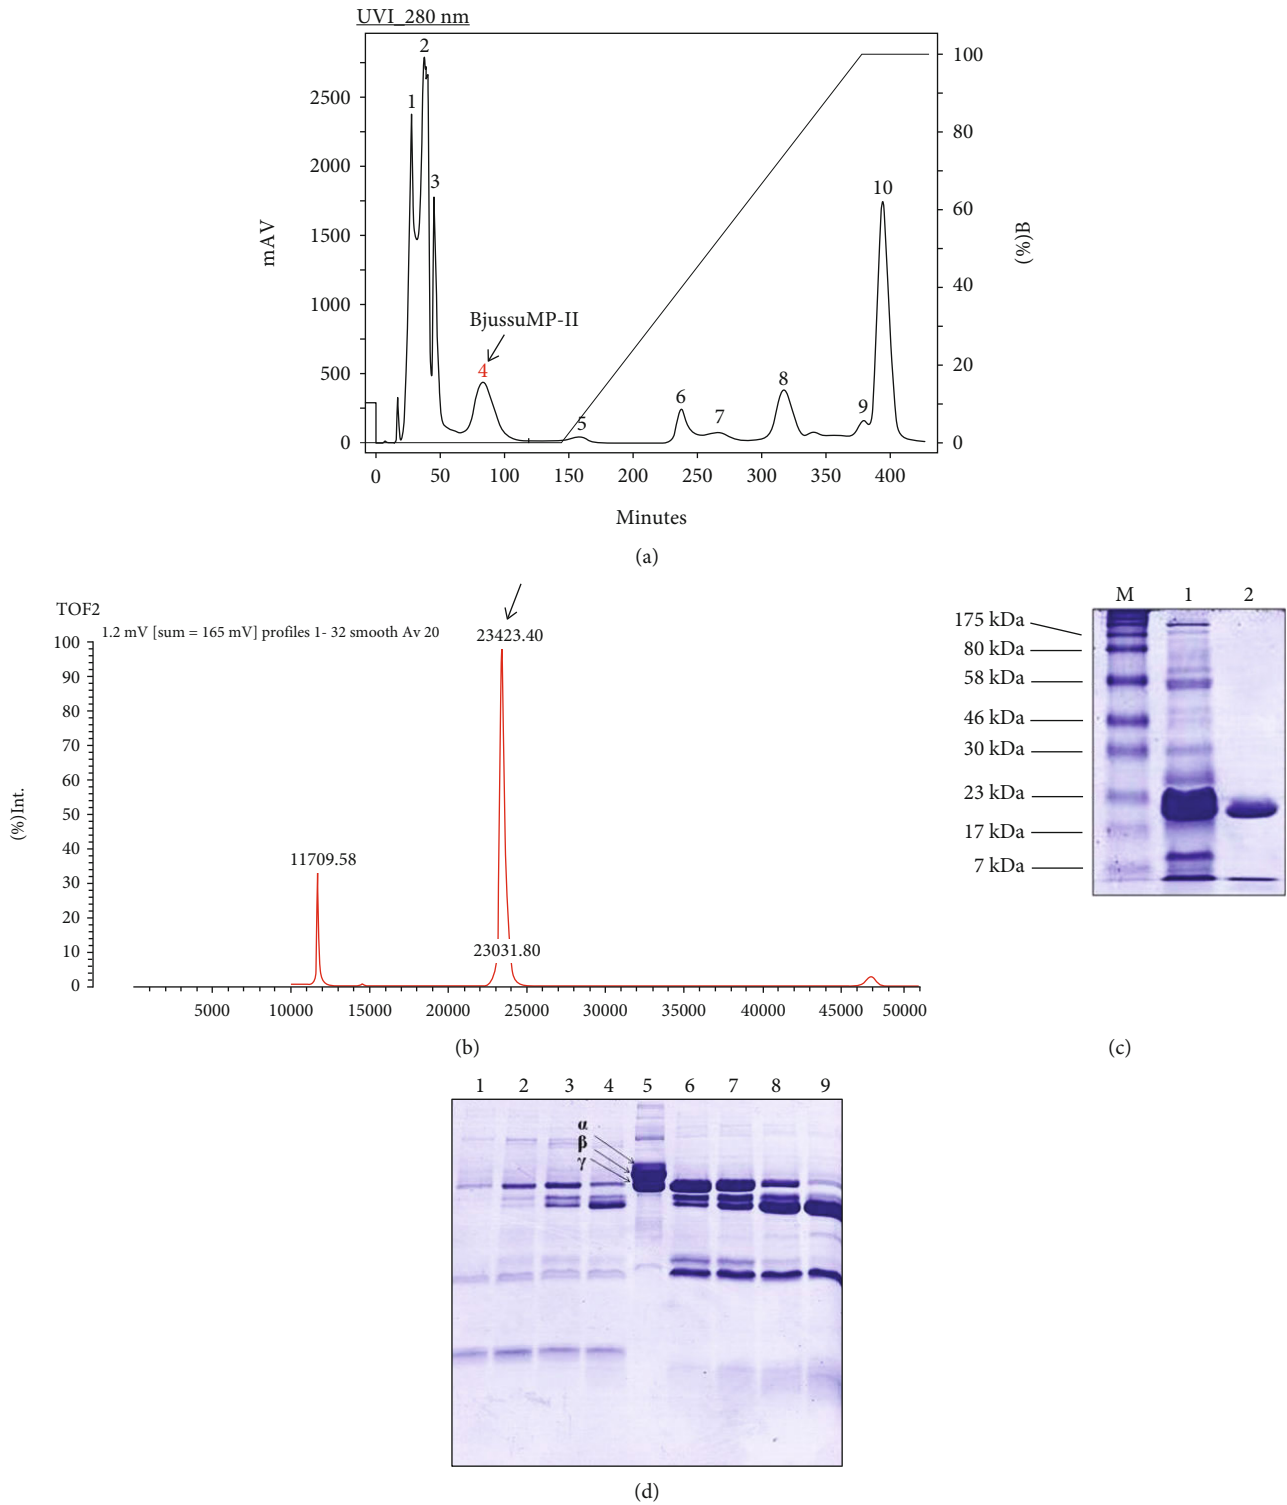 UVI_280 nm
1
2
3
4
5
6
7
8
9
10
BjussuMP-II
2500
2000
1500
1000
500
0
mAV
100
80
60
40
20
0
(%)B
0 50 100 150 200 250 300 350 400
Minutes
(a)
TOF2
1.2 mV [sum = 165 mV] profiles 1- 32 smooth Av 20
100
90
80
70
60
50
40
30
20
10
0
(%)Int.
11709.58
23423.40
23031.80
5000 10000 15000 20000 25000 30000 35000 40000 45000 50000
(b)
M 1 2
175 kDa
80 kDa
58 kDa
46 kDa
30 kDa
23 kDa
17 kDa
7 kDa
(c)
1 2 3 4 5 6 7 8 9
α
β
γ
(d)